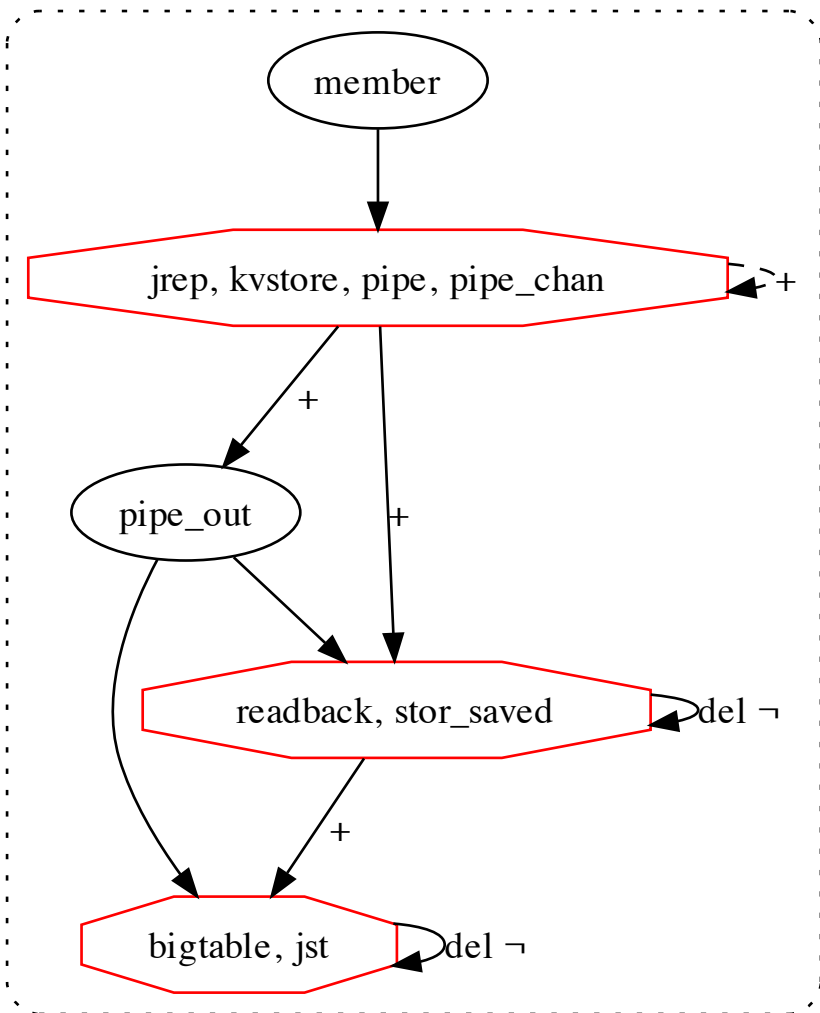 member
jrep, kvstore, pipe, pipe_chan
+
+
pipe_out
+
readback, stor_saved
del ¬
+
bigtable, jst
del ¬